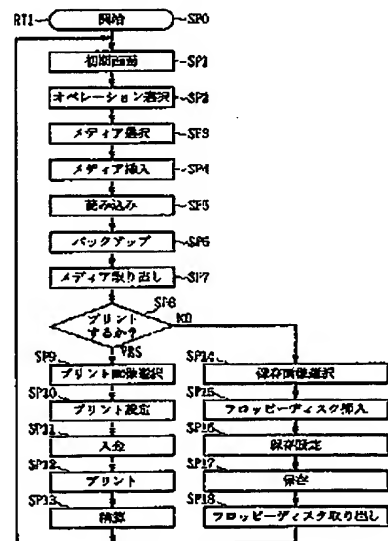 RT1
開始
SP0
初期画面
SP1
オペレーション選択
SP2
メディア選択
SP3
メディア挿入
SP4
読み込み
SP5
バックアップ
SP6
メディア取り出し
SP7
プリント
するか?
SP8
NO
YES
SP9
プリント画像選択
SP10
プリント設定
SP11
入金
SP12
プリント
SP13
精算
SP14
保存画像選択
SP15
フロッピーディスク挿入
SP16
保存設定
SP17
保存
SP18
フロッピーディスク取り出し